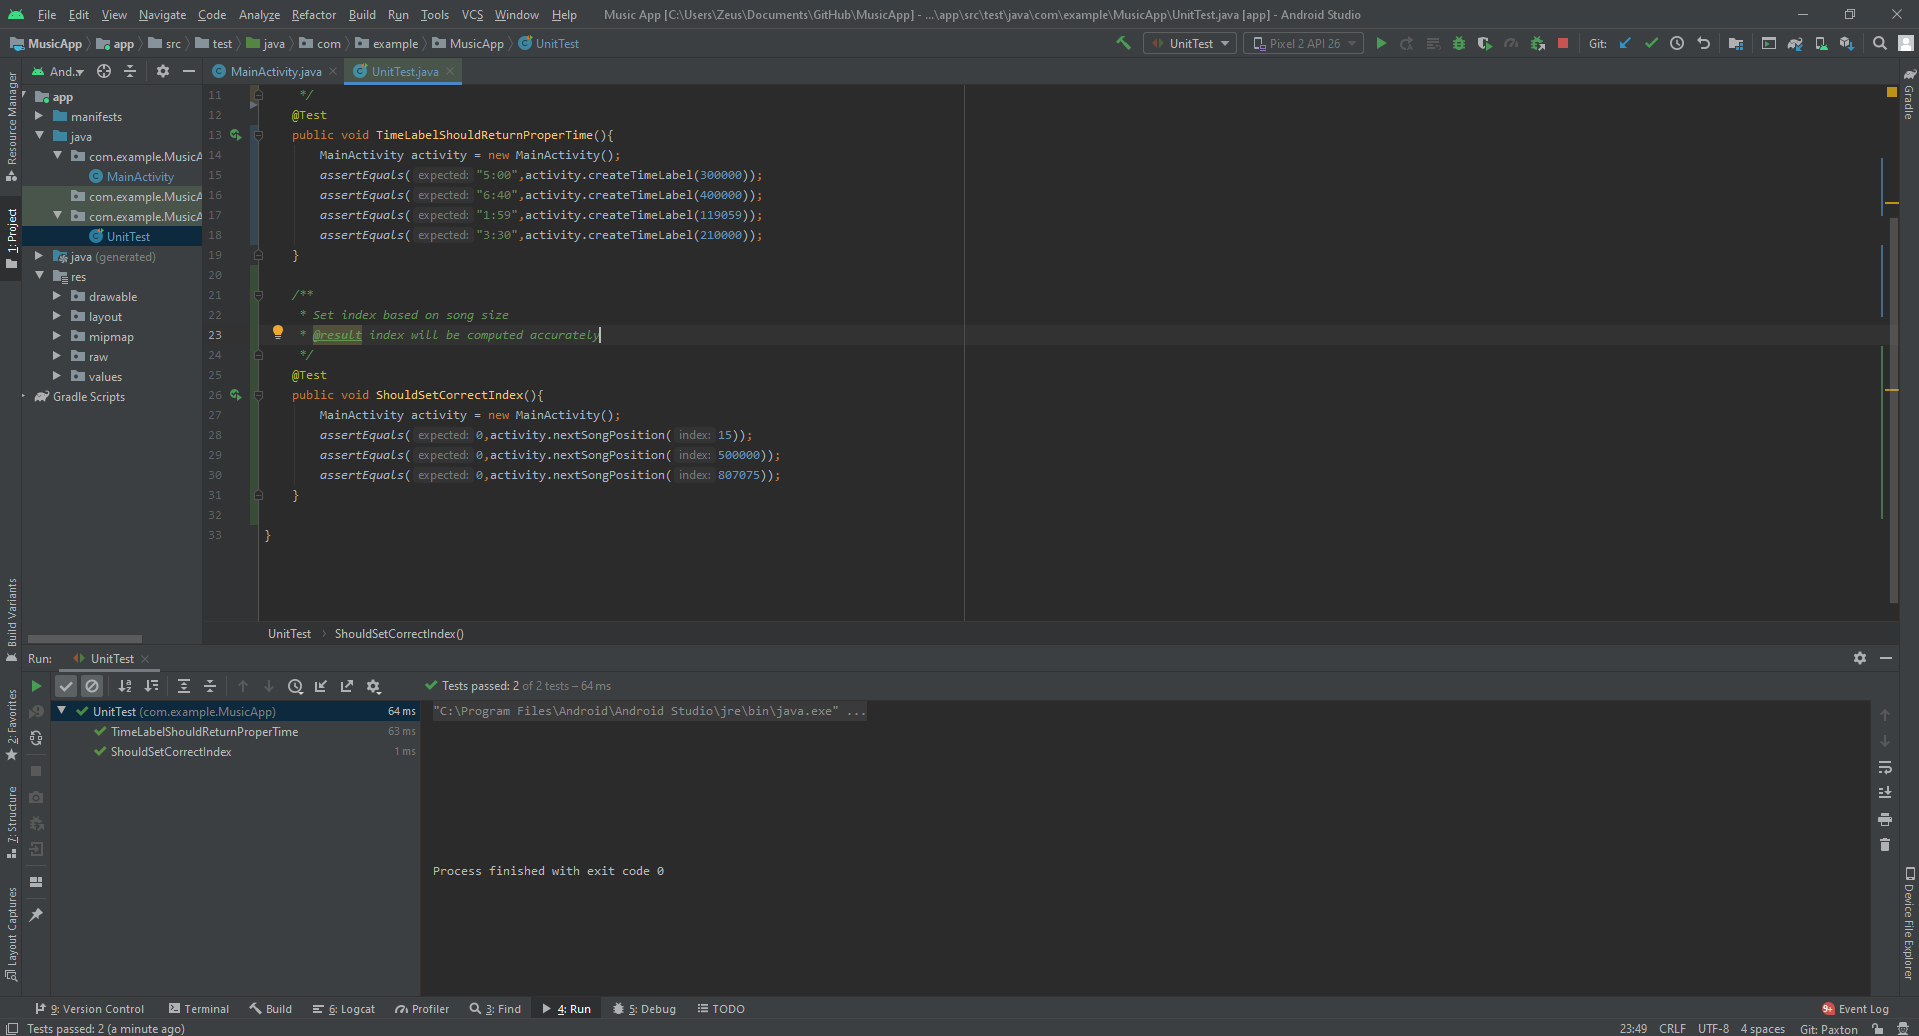 File Edit View Navigate Code Analyze Refactor Build Run Tools VCS Window Help Music App [C:\Users\Zeus\Documents\GitHub\MusicApp] - ...\app\src\test\java\com\example\MusicApp\UnitTest.java [app] - Android Studio
MusicApp app src test java com example MusicApp UnitTest UnitTest Pixel 2 API 26 Git:
And.. MainActivity.java UnitTest.java
Resource Manager
1: Project
Build Variants
2: Favorites
7: Structure
Layout Captures
app
manifests
java
com.example.MusicA
MainActivity
com.example.MusicA
com.example.MusicA
UnitTest
java (generated)
res
drawable
layout
mipmap
raw
values
Gradle Scripts
11 */
12 @Test
13 public void TimeLabelShouldReturnProperTime(){
14 MainActivity activity = new MainActivity();
15 assertEquals( expected: "5:00",activity.createTimeLabel(300000));
16 assertEquals( expected: "6:40",activity.createTimeLabel(400000));
17 assertEquals( expected: "1:59",activity.createTimeLabel(119059));
18 assertEquals( expected: "3:30",activity.createTimeLabel(210000));
19 }
20
21 /**
22 * Set index based on song size
23 * @result index will be computed accurately
24 */
25 @Test
26 public void ShouldSetCorrectIndex(){
27 MainActivity activity = new MainActivity();
28 assertEquals( expected: 0,activity.nextSongPosition( index: 15));
29 assertEquals( expected: 0,activity.nextSongPosition( index: 500000));
30 assertEquals( expected: 0,activity.nextSongPosition( index: 807075));
31 }
32
33 }
UnitTest ShouldSetCorrectIndex()
Gradle
Device File Explorer
Run: UnitTest
Tests passed: 2 of 2 tests – 64 ms
UnitTest (com.example.MusicApp) 64 ms
TimeLabelShouldReturnProperTime 63 ms
ShouldSetCorrectIndex 1 ms
"C:\Program Files\Android\Android Studio\jre\bin\java.exe" ...
Process finished with exit code 0
9: Version Control Terminal Build 6: Logcat Profiler 3: Find 4: Run 5: Debug TODO 9+ Event Log
Tests passed: 2 (a minute ago) 23:49 CRLF UTF-8 4 spaces Git: Paxton